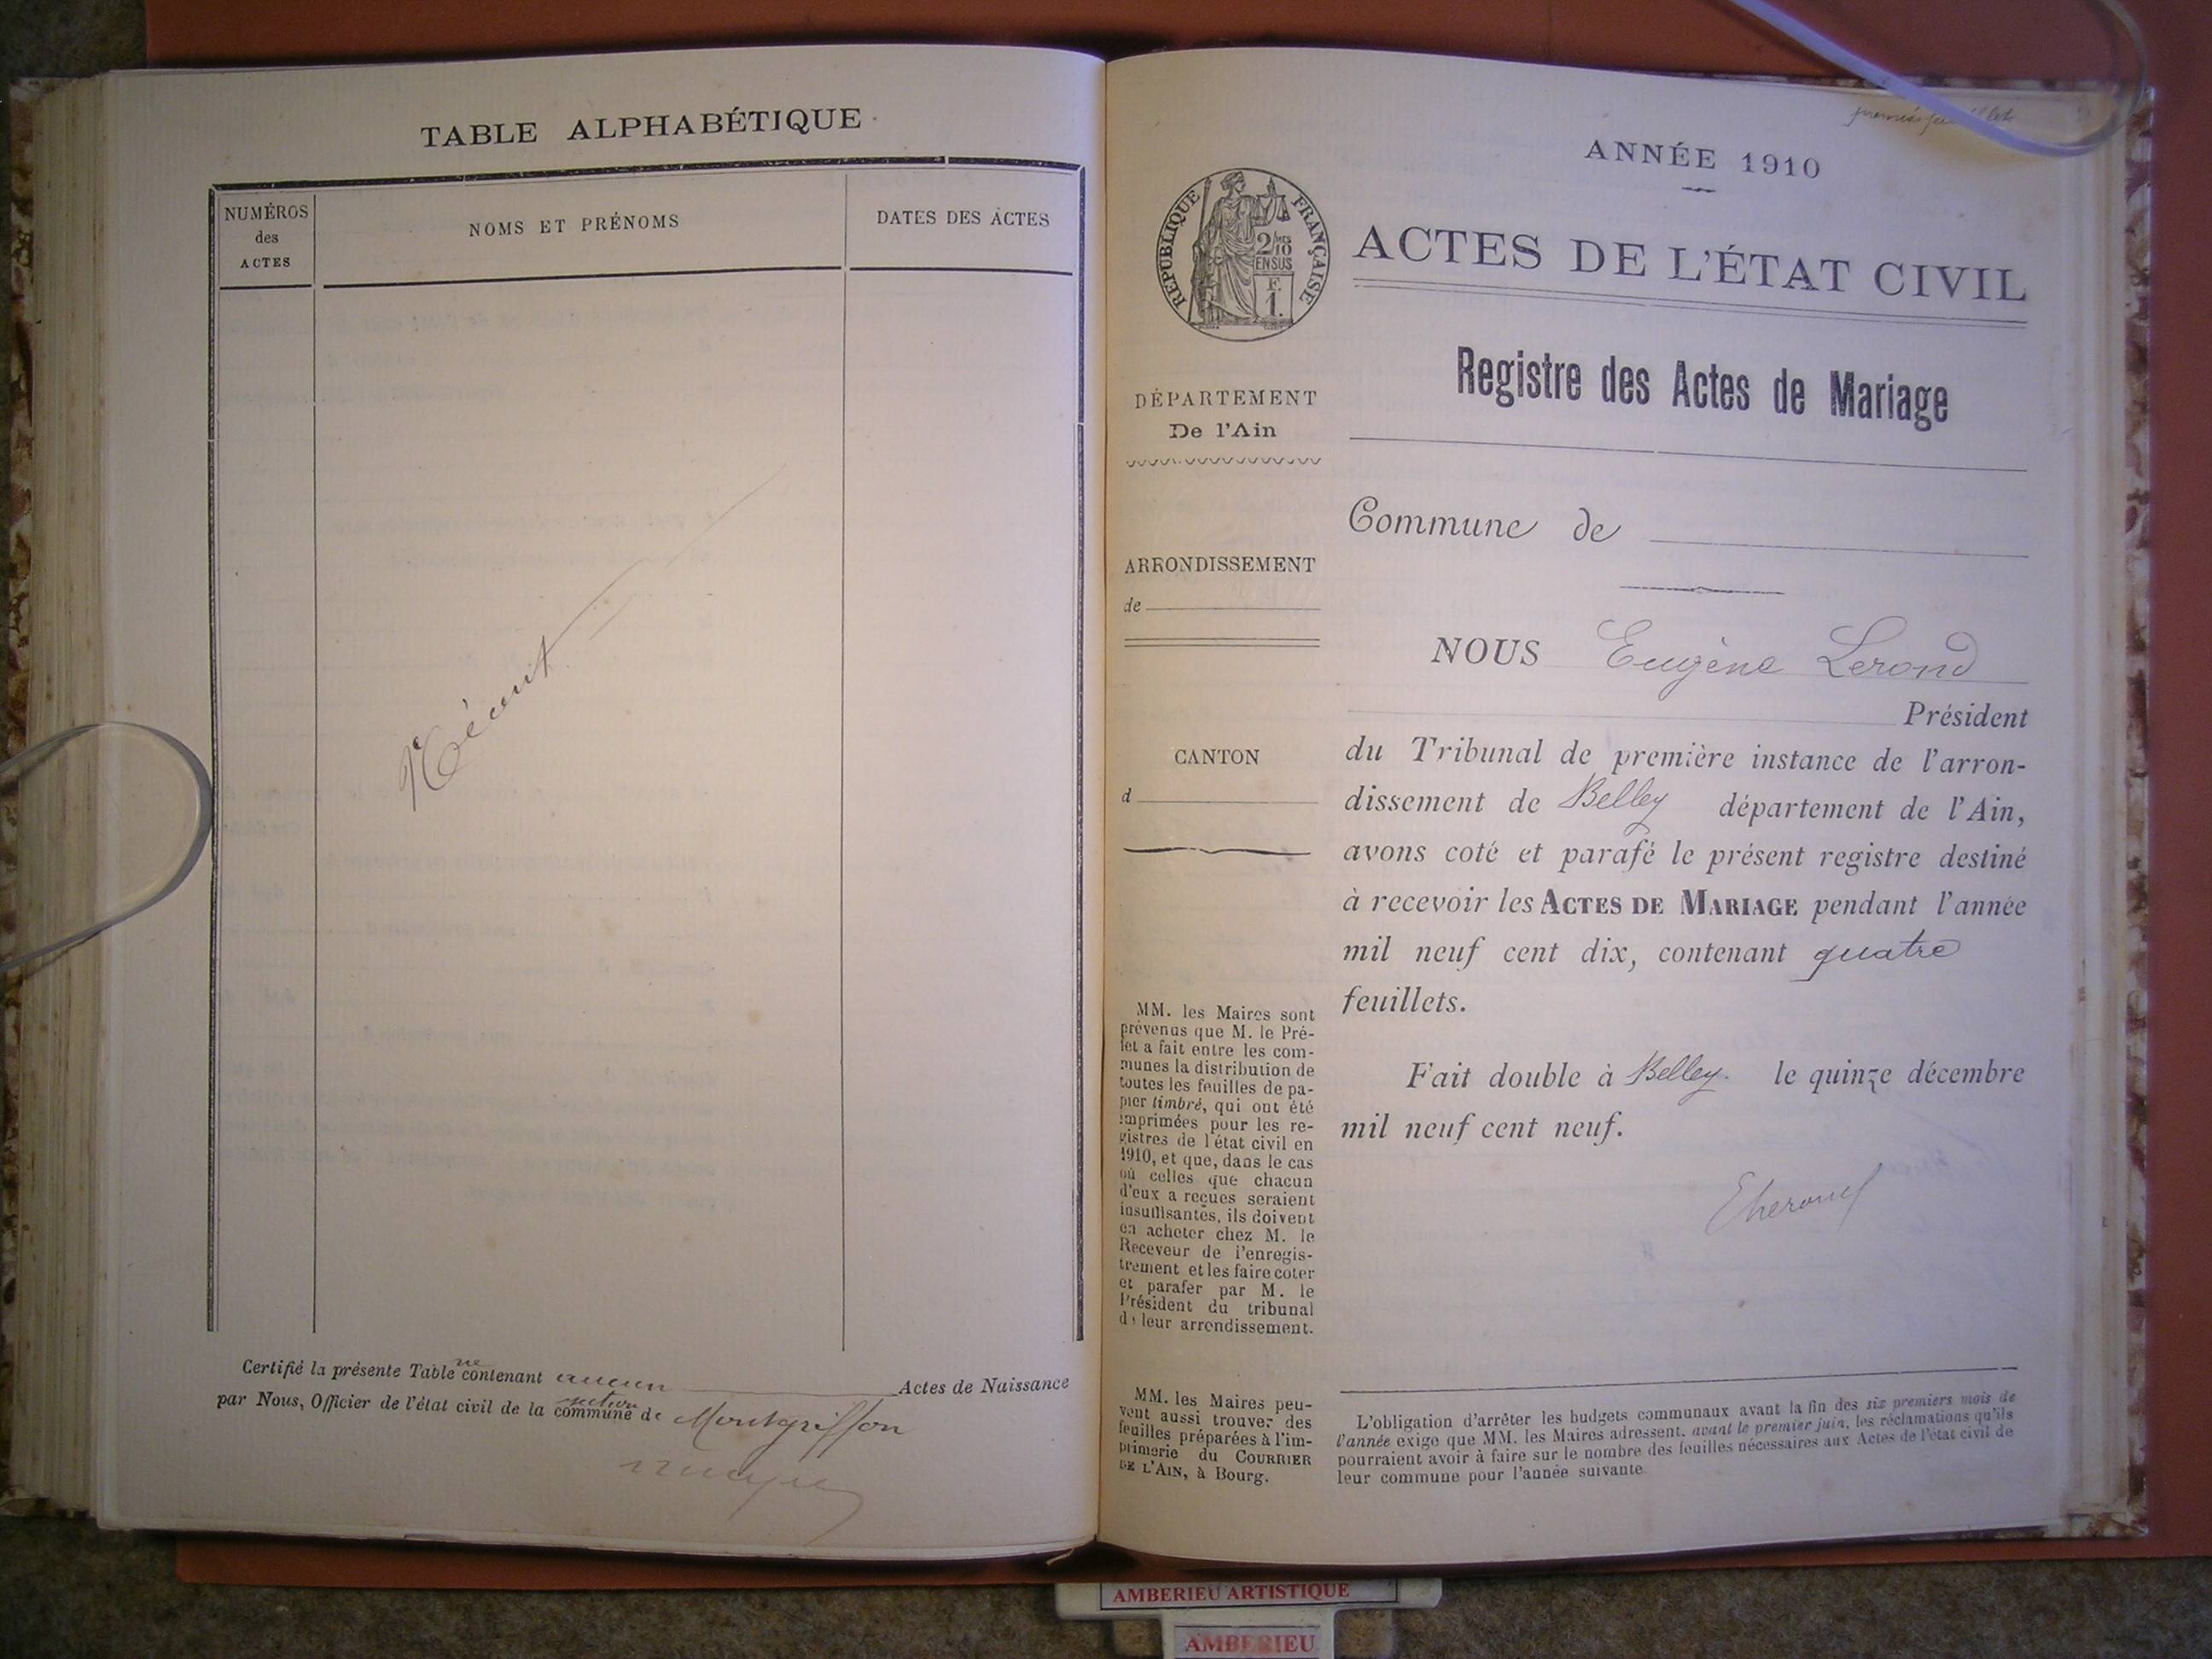 TABLE ALPHABÉTIQUE
NUMÉROS
des
ACTES
NOMS ET PRÉNOMS
DATES DES ACTES
Certifié la présente Table ne contenant aucun Actes de Naissance
section
par Nous, Officier de l'état civil de la commune de Montgriffon
premier feuillet
ANNÉE 1910
RÉPUBLIQUE FRANÇAISE
2/10
EN SUS
F.
1.
ACTES DE L'ÉTAT CIVIL
Registre des Actes de Mariage
DÉPARTEMENT
De l'Ain
ARRONDISSEMENT
de
CANTON
d
MM. les Maires sont
prévenus que M. le Pré-
fet a fait entre les com-
munes la distribution de
toutes les feuilles de pa-
pier timbré, qui ont été
imprimées pour les re-
gistres de l'état civil en
1910, et que, dans le cas
où celles que chacun
d'eux a reçues seraient
insuffisantes, ils doivent
en acheter chez M. le
Receveur de l'enregis-
trement et les faire coter
et parafer par M. le
Président du tribunal
de leur arrondissement.
MM. les Maires peu-
vent aussi trouver des
feuilles préparées à l'im-
primerie du COURRIER
DE L'AIN, à Bourg.
Commune de
NOUS Eugène Lerond
Président
du Tribunal de première instance de l'arron-
dissement de Belley département de l'Ain,
avons coté et parafé le présent registre destiné
à recevoir les ACTES DE MARIAGE pendant l'année
mil neuf cent dix, contenant quatre
feuillets.
Fait double à Belley. le quinze décembre
mil neuf cent neuf.
L'obligation d'arrêter les budgets communaux avant la fin des six premiers mois de
l'année exige que MM. les Maires adressent, avant le premier juin, les réclamations qu'ils
pourraient avoir à faire sur le nombre des feuilles nécessaires aux Actes de l'état civil de
leur commune pour l'année suivante.
AMBERIEU ARTISTIQUE
AMBERIEU